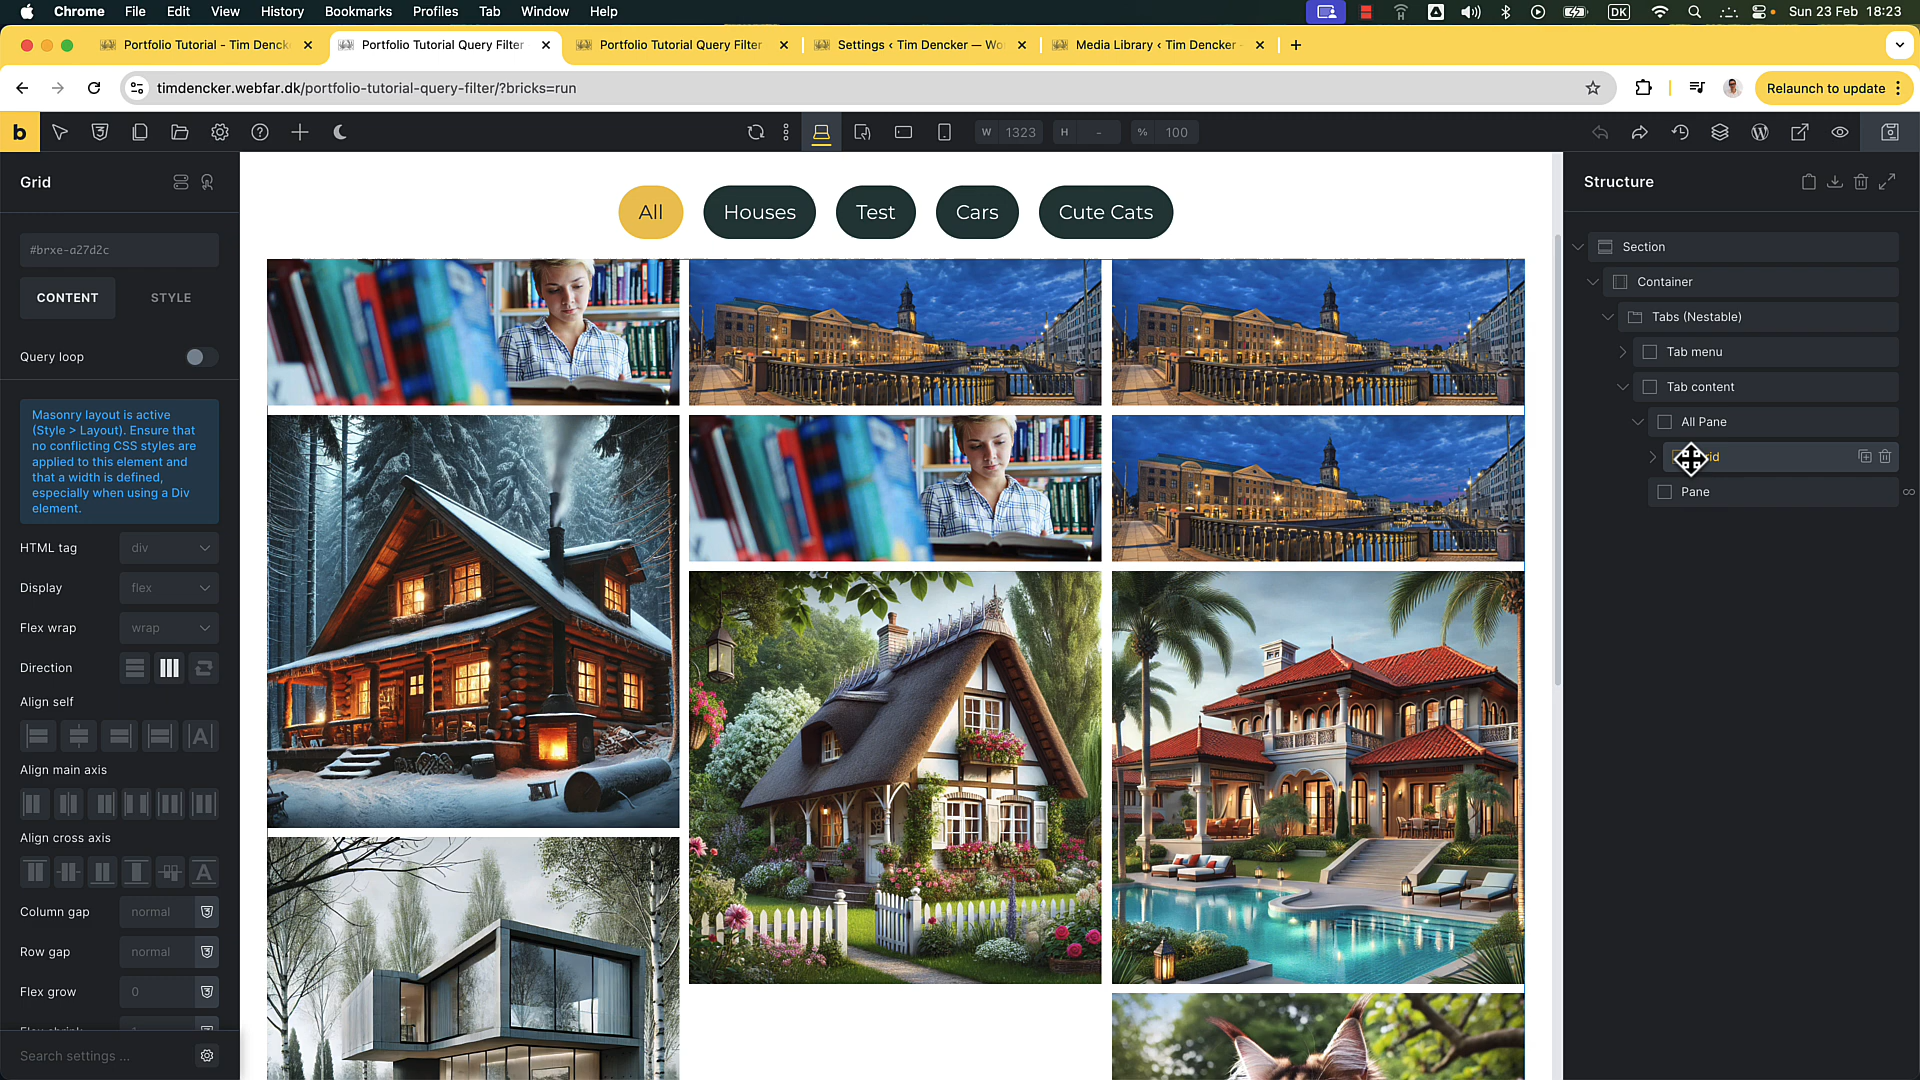 Chrome File Edit View History Bookmarks Profiles Tab Window Help DK Sun 23 Feb 18:23
Portfolio Tutorial - Tim Denck Portfolio Tutorial Query Filter Portfolio Tutorial Query Filter Settings ‹ Tim Dencker — Wo Media Library ‹ Tim Dencker
timdencker.webfar.dk/portfolio-tutorial-query-filter/?bricks=run Relaunch to update
b W 1323 H - % 100
Grid
#brxe-a27d2c
CONTENT STYLE
Query loop
Masonry layout is active
(Style > Layout). Ensure that
no conflicting CSS styles are
applied to this element and
that a width is defined,
especially when using a Div
element.
HTML tag div
Display flex
Flex wrap wrap
Direction
Align self
A
Align main axis
Align cross axis
A
Column gap normal
Row gap normal
Flex grow 0
Search settings ...
All Houses Test Cars Cute Cats
Structure
Section
Container
Tabs (Nestable)
Tab menu
Tab content
All Pane
Pane